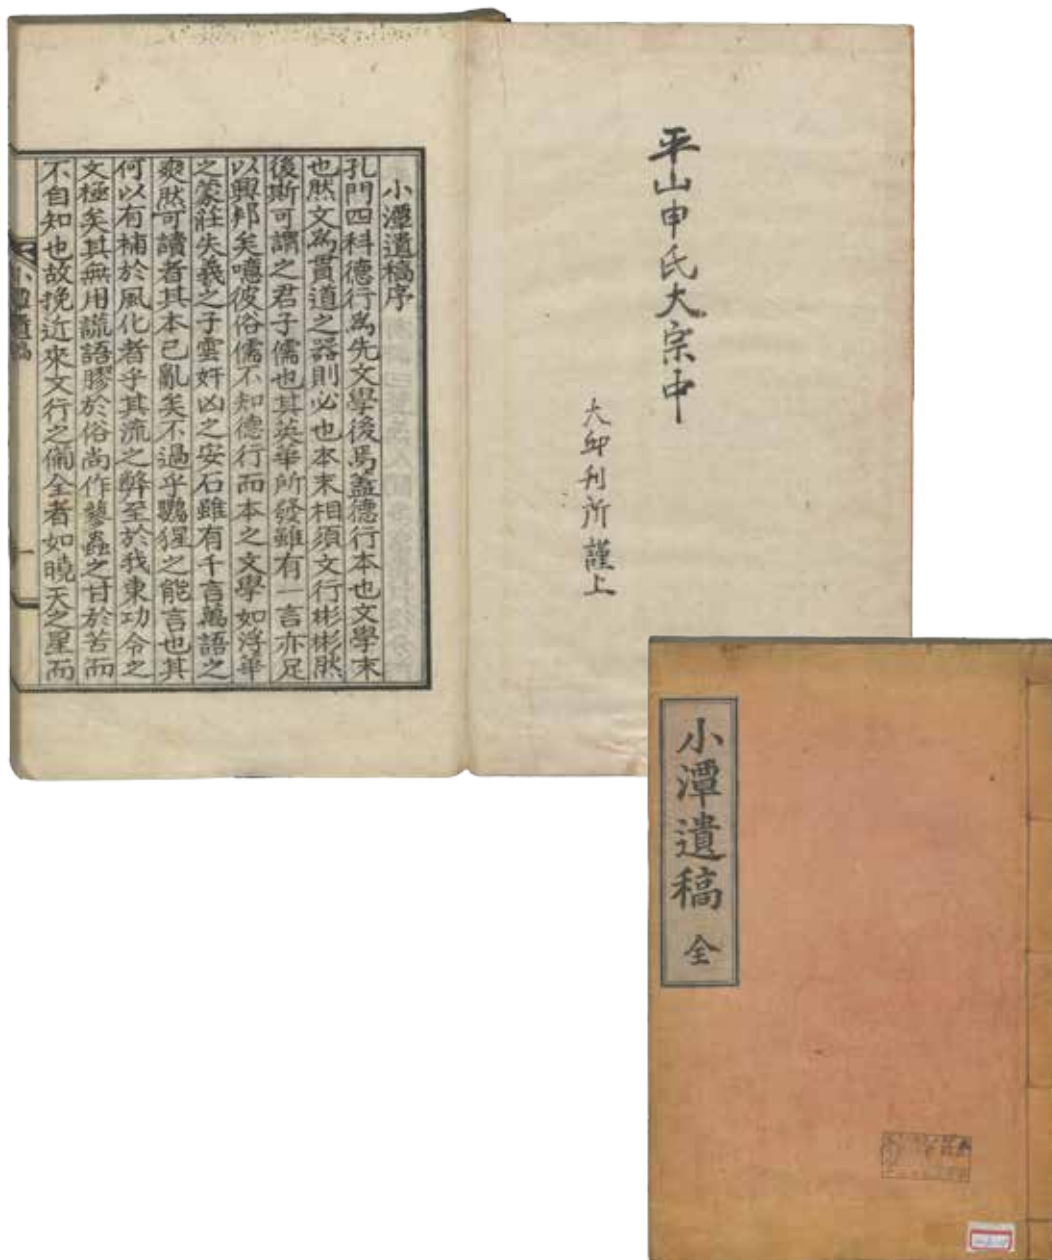 平山申氏大宗中
大邱刊所謹上
小潭遺稿序
孔門四科德行爲先文學後焉蓋德行本也文學末
也然文爲貫道之器則必也本末相須文行彬彬然
後斯可謂之君子儒也其英華所發雖有一言亦足
以興邦矣噫彼俗儒不知德行而本之文學如浮華
之蒙莊失義之子雲奸凶之安石雖有千言萬語之
爽然可讀者其本已亂矣不過乎鸚猩之能言也其
何以有補於風化者乎其流之弊至於我東功令之
文極矣其無用謊語膠於俗尚作蓼蟲之甘於苦而
不自知也故挽近來文行之備全者如曉天之星而
小潭遺稿
一
小潭遺稿 全